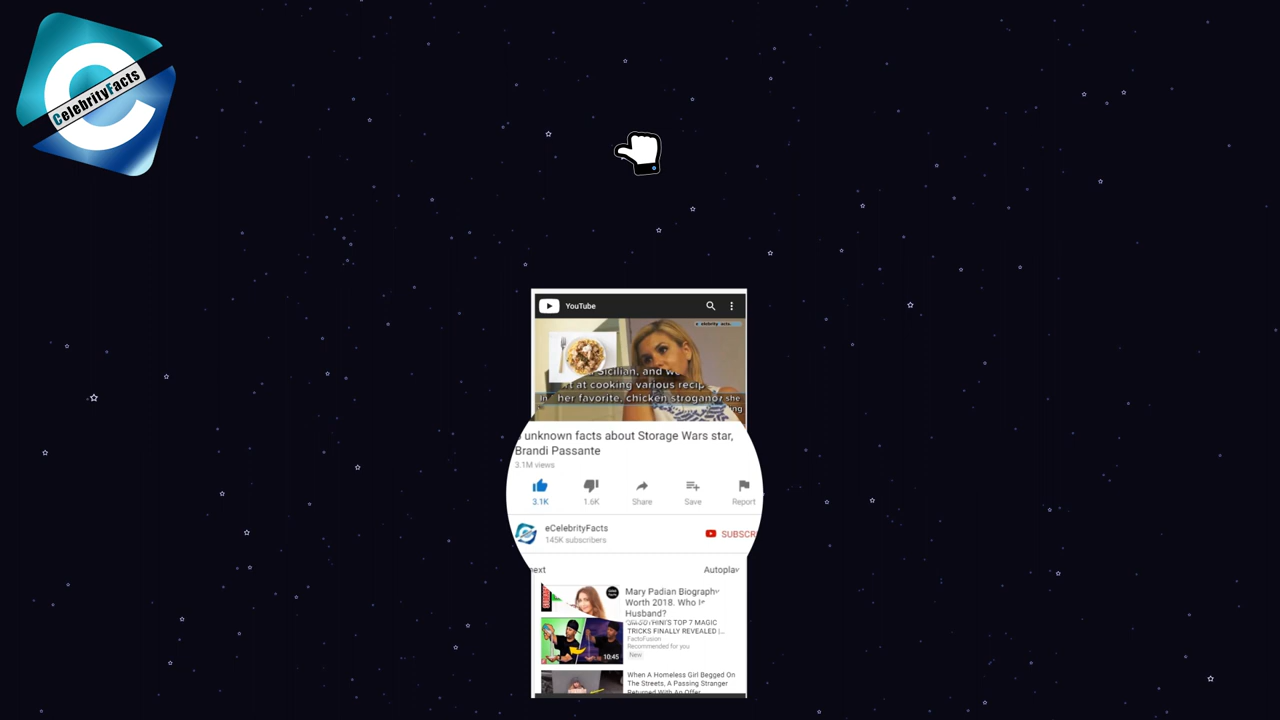 CelebrityFacts
YouTube
Sicilian, and
at cooking various recip
her favorite, chicken stroganoff she
unknown facts about Storage Wars star,
Brandi Passante
3.1M views
3.1K
1.6K
Share
Save
Report
eCelebrityFacts
145K subscribers
SUBSCR
next
Autoplay
Mary Padian Biography
Worth 2018. Who Is
Husband?
TOP 7 MAGIC
TRICKS FINALLY REVEALED |...
FactoFusion
Recommended for you
New
10:45
When A Homeless Girl Begged On
The Streets, A Passing Stranger
Returned With An Offer